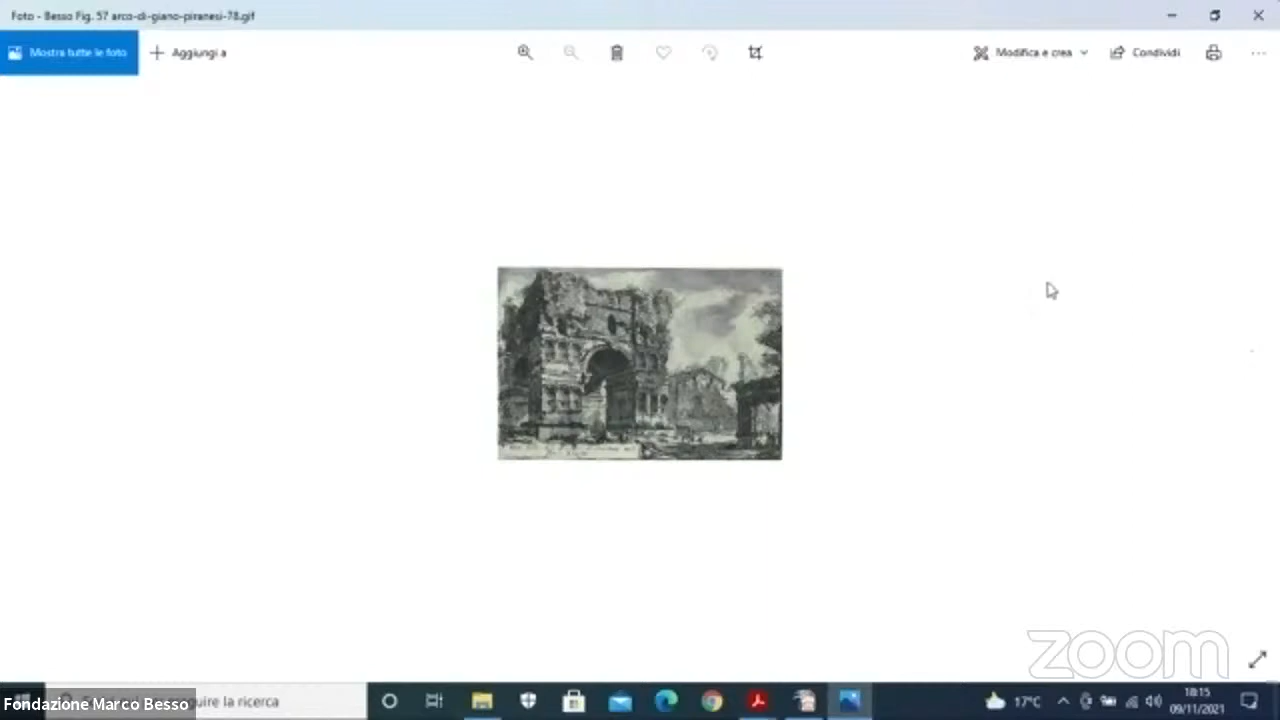 Foto - Besso Fig. 57 arco-di-giano-piranesi-78.gif
Mostra tutte le foto
Aggiungi a
Modifica e crea
Condividi
zoom
Fondazione Marco Besso
guire la ricerca
17°C
18:15
09/11/2021